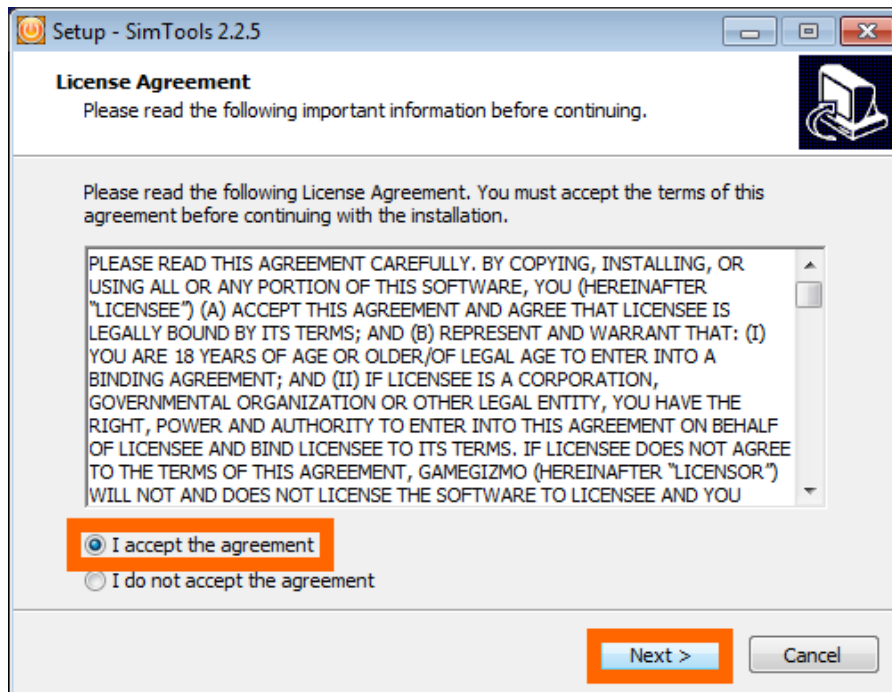 Setup - SimTools 2.2.5
License Agreement
Please read the following important information before continuing.
Please read the following License Agreement. You must accept the terms of this
agreement before continuing with the installation.
PLEASE READ THIS AGREEMENT CAREFULLY. BY COPYING, INSTALLING, OR
USING ALL OR ANY PORTION OF THIS SOFTWARE, YOU (HEREINAFTER
“LICENSEE”) (A) ACCEPT THIS AGREEMENT AND AGREE THAT LICENSEE IS
LEGALLY BOUND BY ITS TERMS; AND (B) REPRESENT AND WARRANT THAT: (I)
YOU ARE 18 YEARS OF AGE OR OLDER/OF LEGAL AGE TO ENTER INTO A
BINDING AGREEMENT; AND (II) IF LICENSEE IS A CORPORATION,
GOVERNMENTAL ORGANIZATION OR OTHER LEGAL ENTITY, YOU HAVE THE
RIGHT, POWER AND AUTHORITY TO ENTER INTO THIS AGREEMENT ON BEHALF
OF LICENSEE AND BIND LICENSEE TO ITS TERMS. IF LICENSEE DOES NOT AGREE
TO THE TERMS OF THIS AGREEMENT, GAMEGIZMO (HEREINAFTER “LICENSOR”)
WILL NOT AND DOES NOT LICENSE THE SOFTWARE TO LICENSEE AND YOU
I accept the agreement
I do not accept the agreement
Next >
Cancel